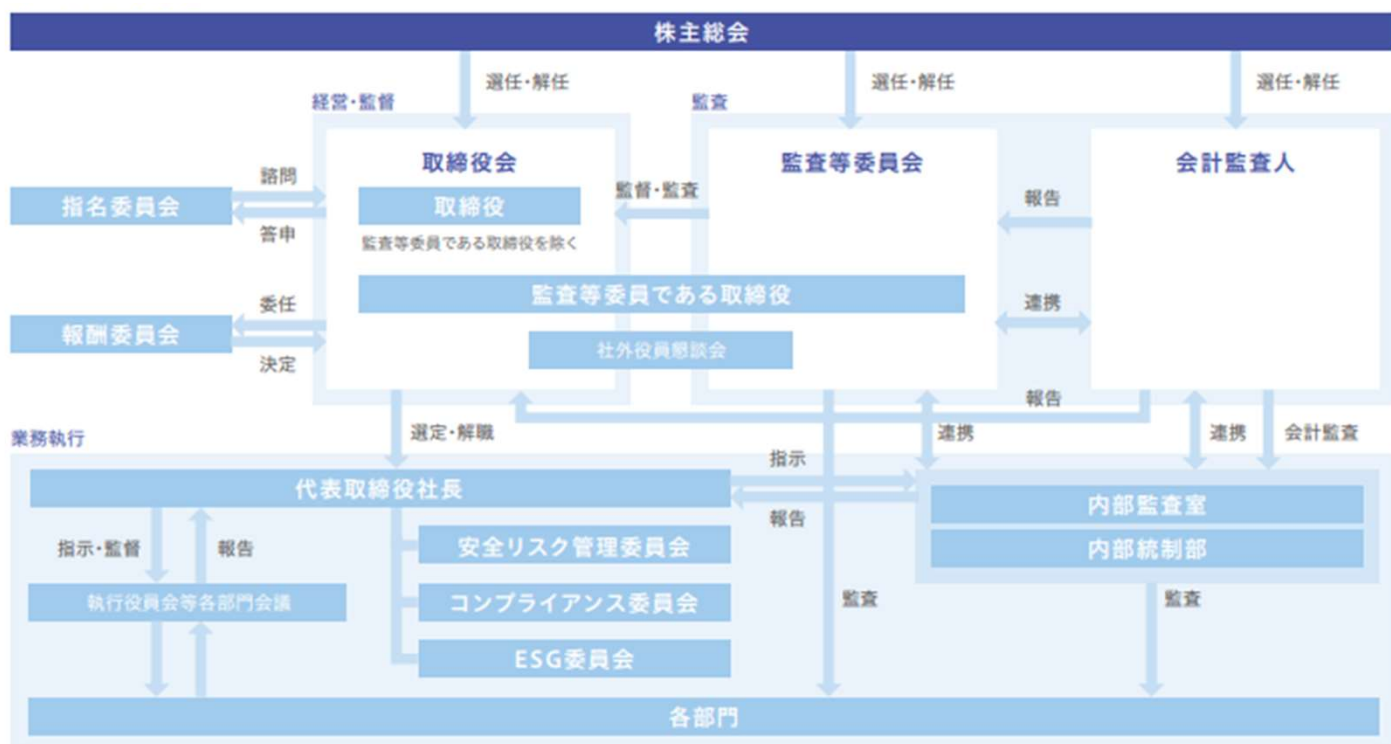 株主総会
選任・解任
選任・解任
選任・解任
経営・監督
監査
取締役会
監査等委員会
会計監査人
諮問
指名委員会
答申
取締役
監査等委員である取締役を除く
監督・監査
報告
監査等委員である取締役
委任
報酬委員会
決定
連携
社外役員懇談会
報告
業務執行
選定・解職
連携
連携
会計監査
指示
代表取締役社長
報告
内部監査室
内部統制部
指示・監督
報告
安全リスク管理委員会
執行役員会等各部門会議
コンプライアンス委員会
監査
監査
ESG委員会
各部門